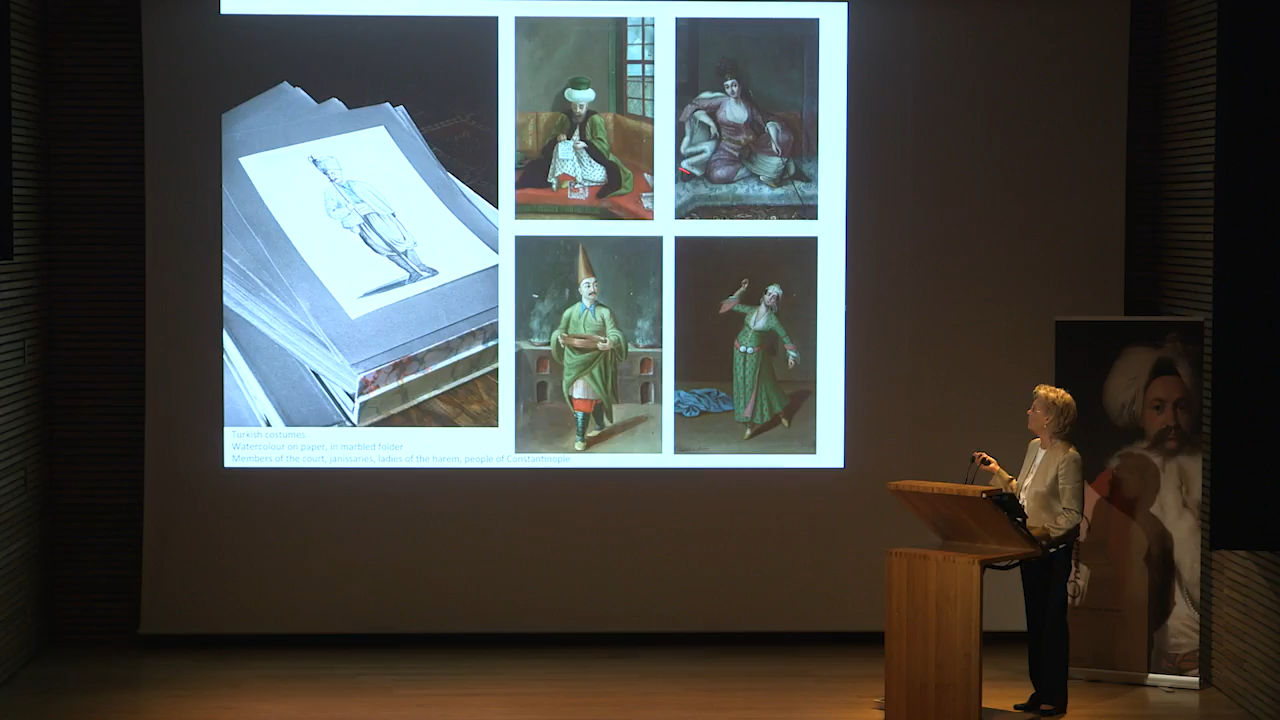 Turkish costumes.
Watercolour on paper, in marbled folder
Members of the court, janissaries, ladies of the harem, people of Constantinople